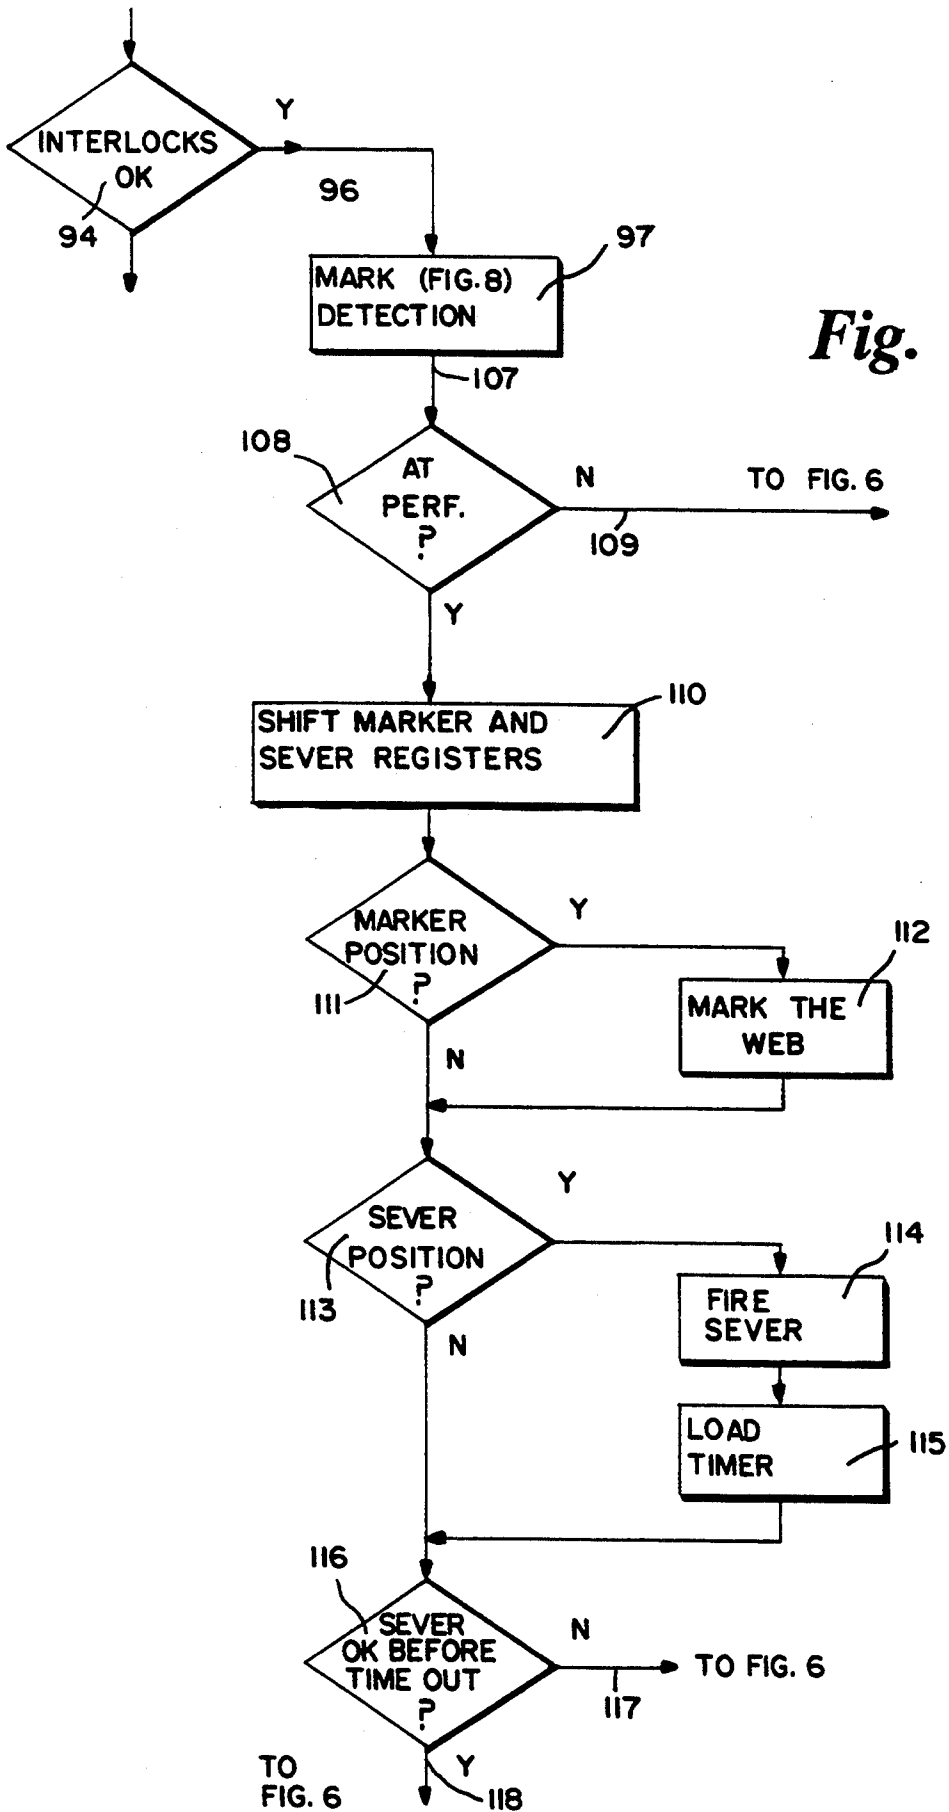 Y
INTERLOCKS
OK
94
96
97
MARK (FIG. 8)
DETECTION
Fig.
107
108
AT
PERF.
?
N
TO FIG. 6
109
Y
110
SHIFT MARKER AND
SEVER REGISTERS
Y
MARKER
POSITION
?
111
112
MARK THE
WEB
N
Y
SEVER
POSITION
?
113
114
FIRE
SEVER
N
LOAD
TIMER
115
116
SEVER
OK BEFORE
TIME OUT
?
N
TO FIG. 6
117
Y
118
TO
FIG. 6